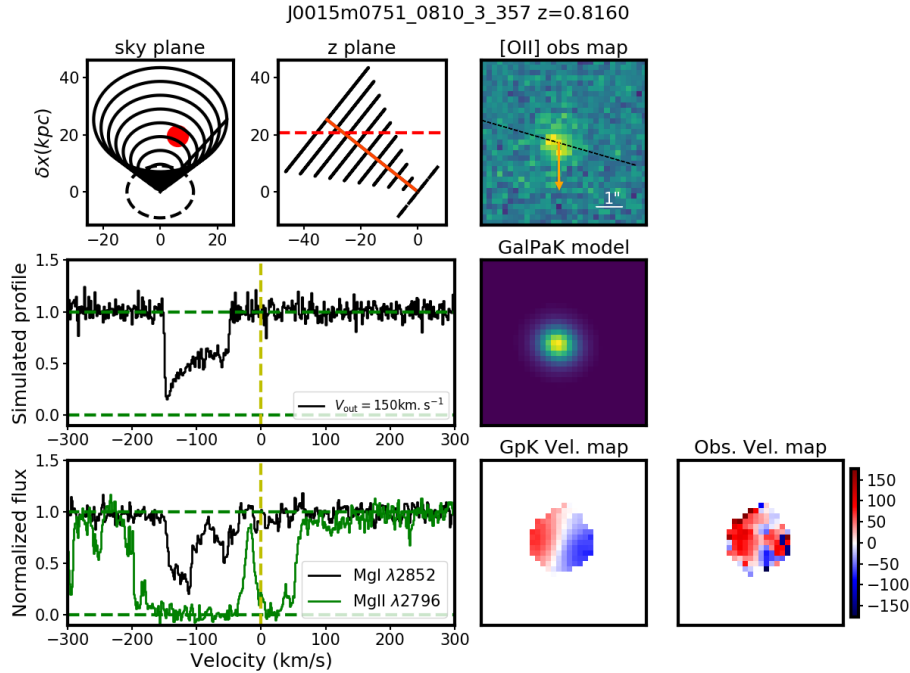 J0015m0751_0810_3_357 z=0.8160
sky plane
z plane
[OII] obs map
δx(kpc)
40
20
0
−20 0 20
40
20
0
−40 −20 0
1"
GalPaK model
Simulated profile
1.5
1.0
0.5
0.0
V_out = 150km. s⁻¹
−300 −200 −100 0 100 200 300
GpK Vel. map
Obs. Vel. map
Normalized flux
1.5
1.0
0.5
0.0
MgI λ2852
MgII λ2796
−300 −200 −100 0 100 200 300
Velocity (km/s)
150
100
50
0
−50
−100
−150